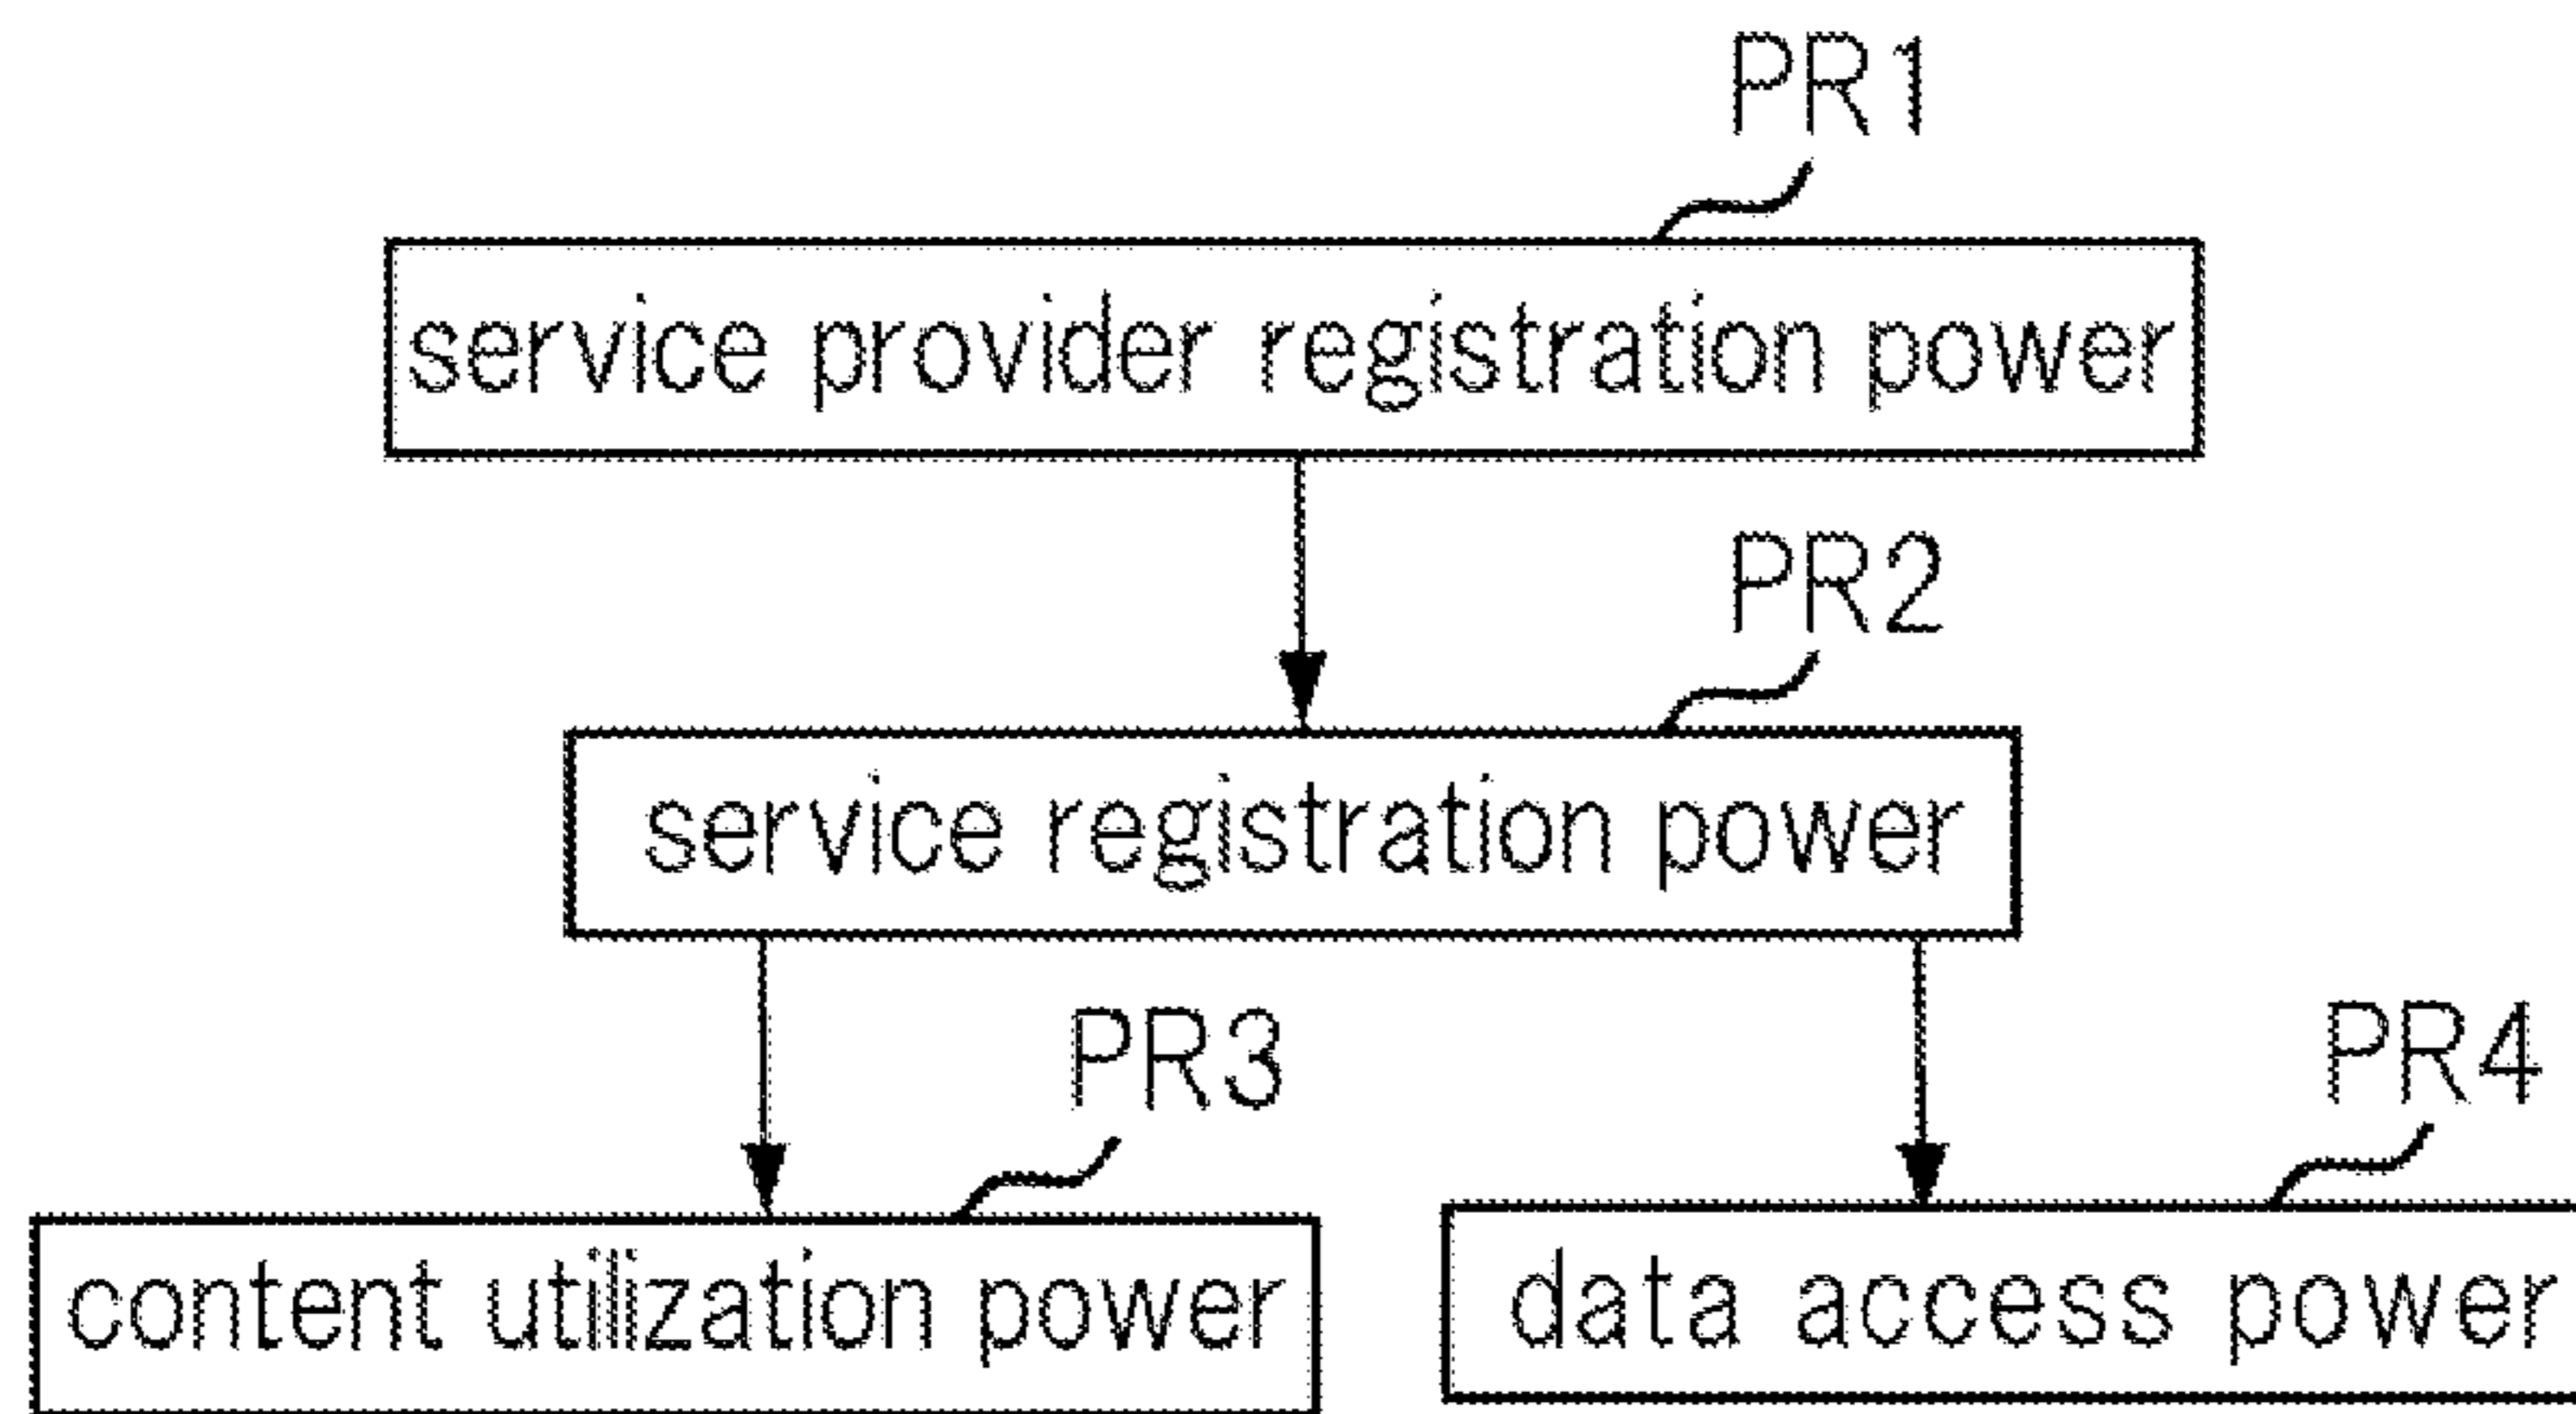 PR1
service provider registration power
PR2
service registration power
PR3
PR4
content utilization power
data access power